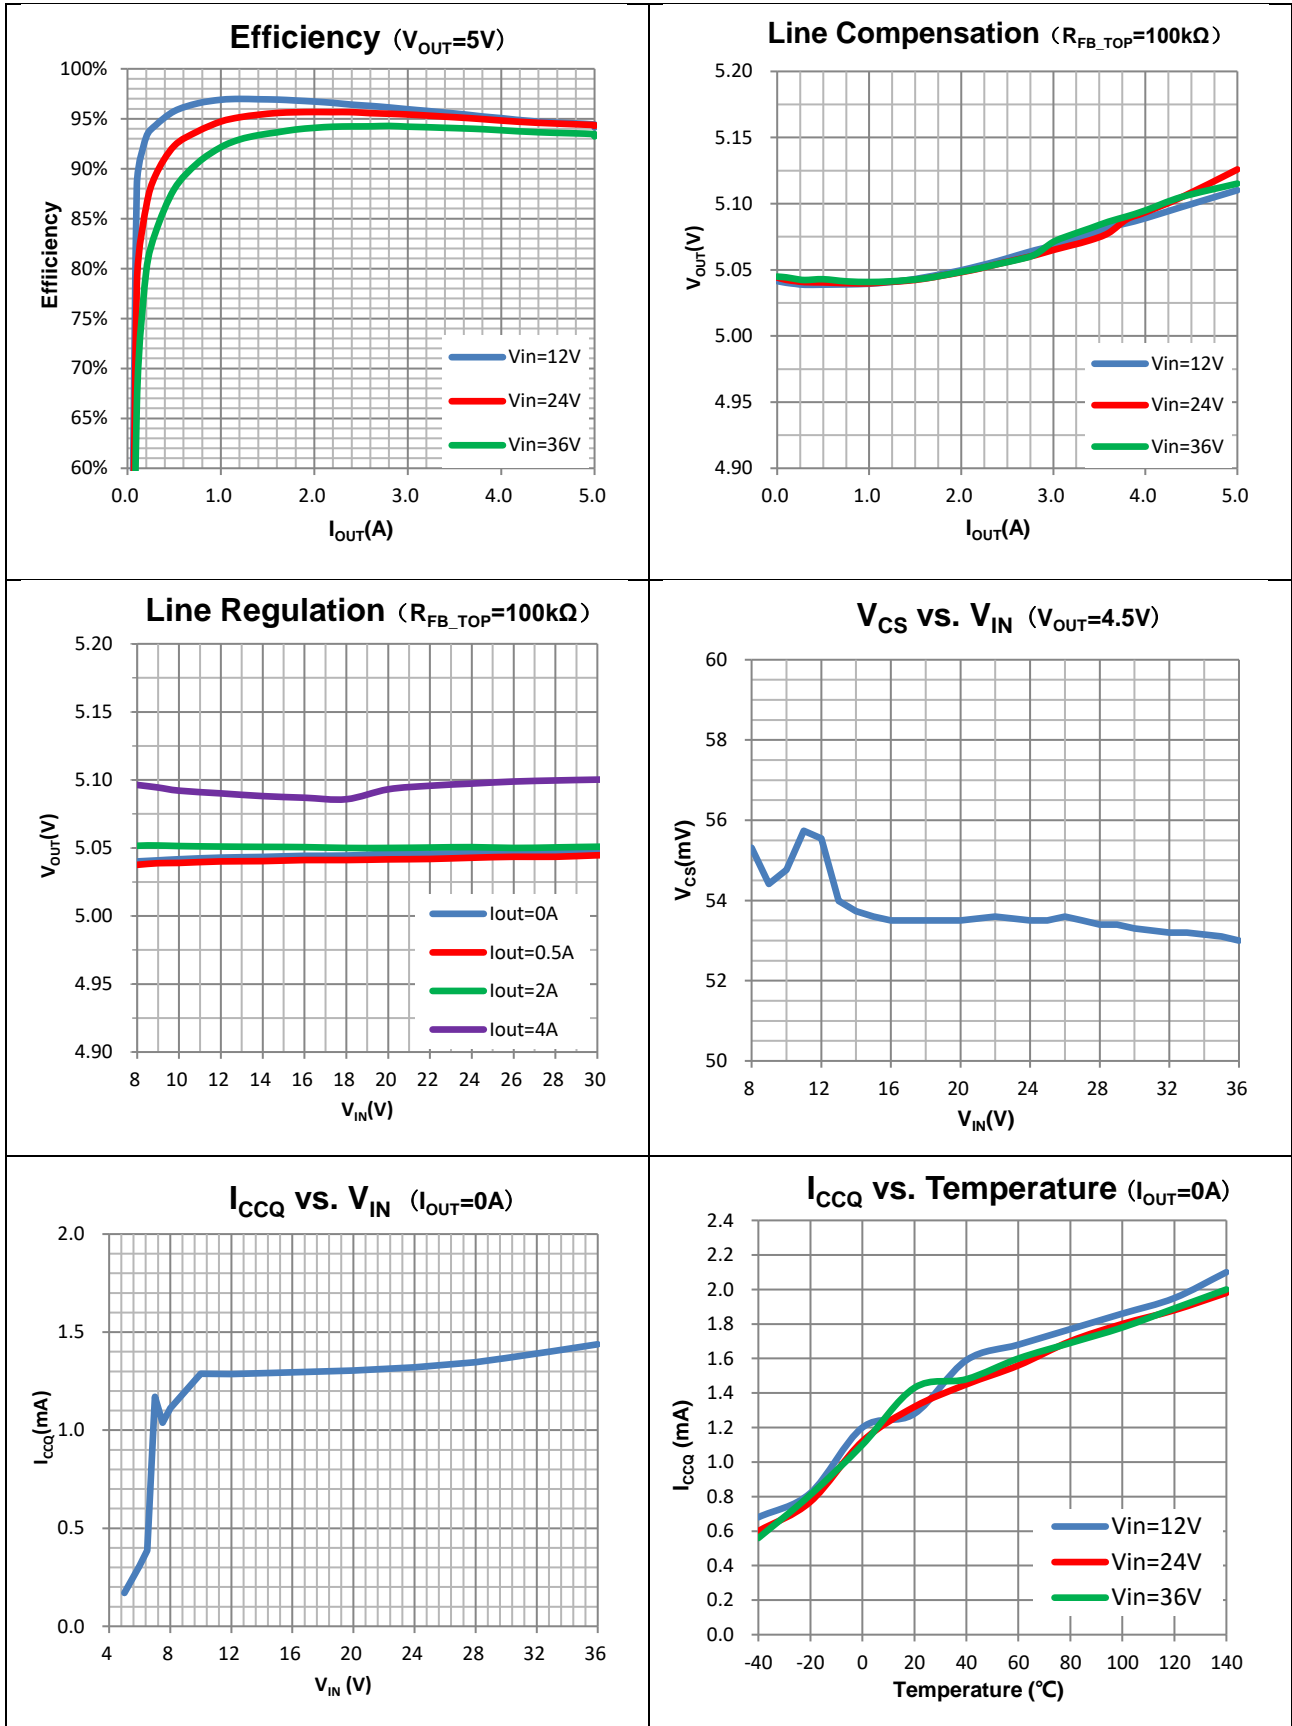 Efficiency（VOUT=5V）
100%
95%
90%
85%
80%
75%
70%
65%
60%
Effiiciency
Vin=12V
Vin=24V
Vin=36V
0.0 1.0 2.0 3.0 4.0 5.0
IOUT(A)
Line Compensation（RFB_TOP=100kΩ）
5.20
5.15
5.10
5.05
5.00
4.95
4.90
VOUT(V)
Vin=12V
Vin=24V
Vin=36V
0.0 1.0 2.0 3.0 4.0 5.0
IOUT(A)
Line Regulation（RFB_TOP=100kΩ）
5.20
5.15
5.10
5.05
5.00
4.95
4.90
VOUT(V)
Iout=0A
Iout=0.5A
Iout=2A
Iout=4A
8 10 12 14 16 18 20 22 24 26 28 30
VIN(V)
VCS vs. VIN（VOUT=4.5V）
60
58
56
54
52
50
VCS(mV)
8 12 16 20 24 28 32 36
VIN(V)
ICCQ vs. VIN（IOUT=0A）
2.0
1.5
1.0
0.5
0.0
ICCQ(mA)
4 8 12 16 20 24 28 32 36
VIN (V)
ICCQ vs. Temperature（IOUT=0A）
2.4
2.2
2.0
1.8
1.6
1.4
1.2
1.0
0.8
0.6
0.4
0.2
0.0
ICCQ (mA)
Vin=12V
Vin=24V
Vin=36V
-40 -20 0 20 40 60 80 100 120 140
Temperature (℃)